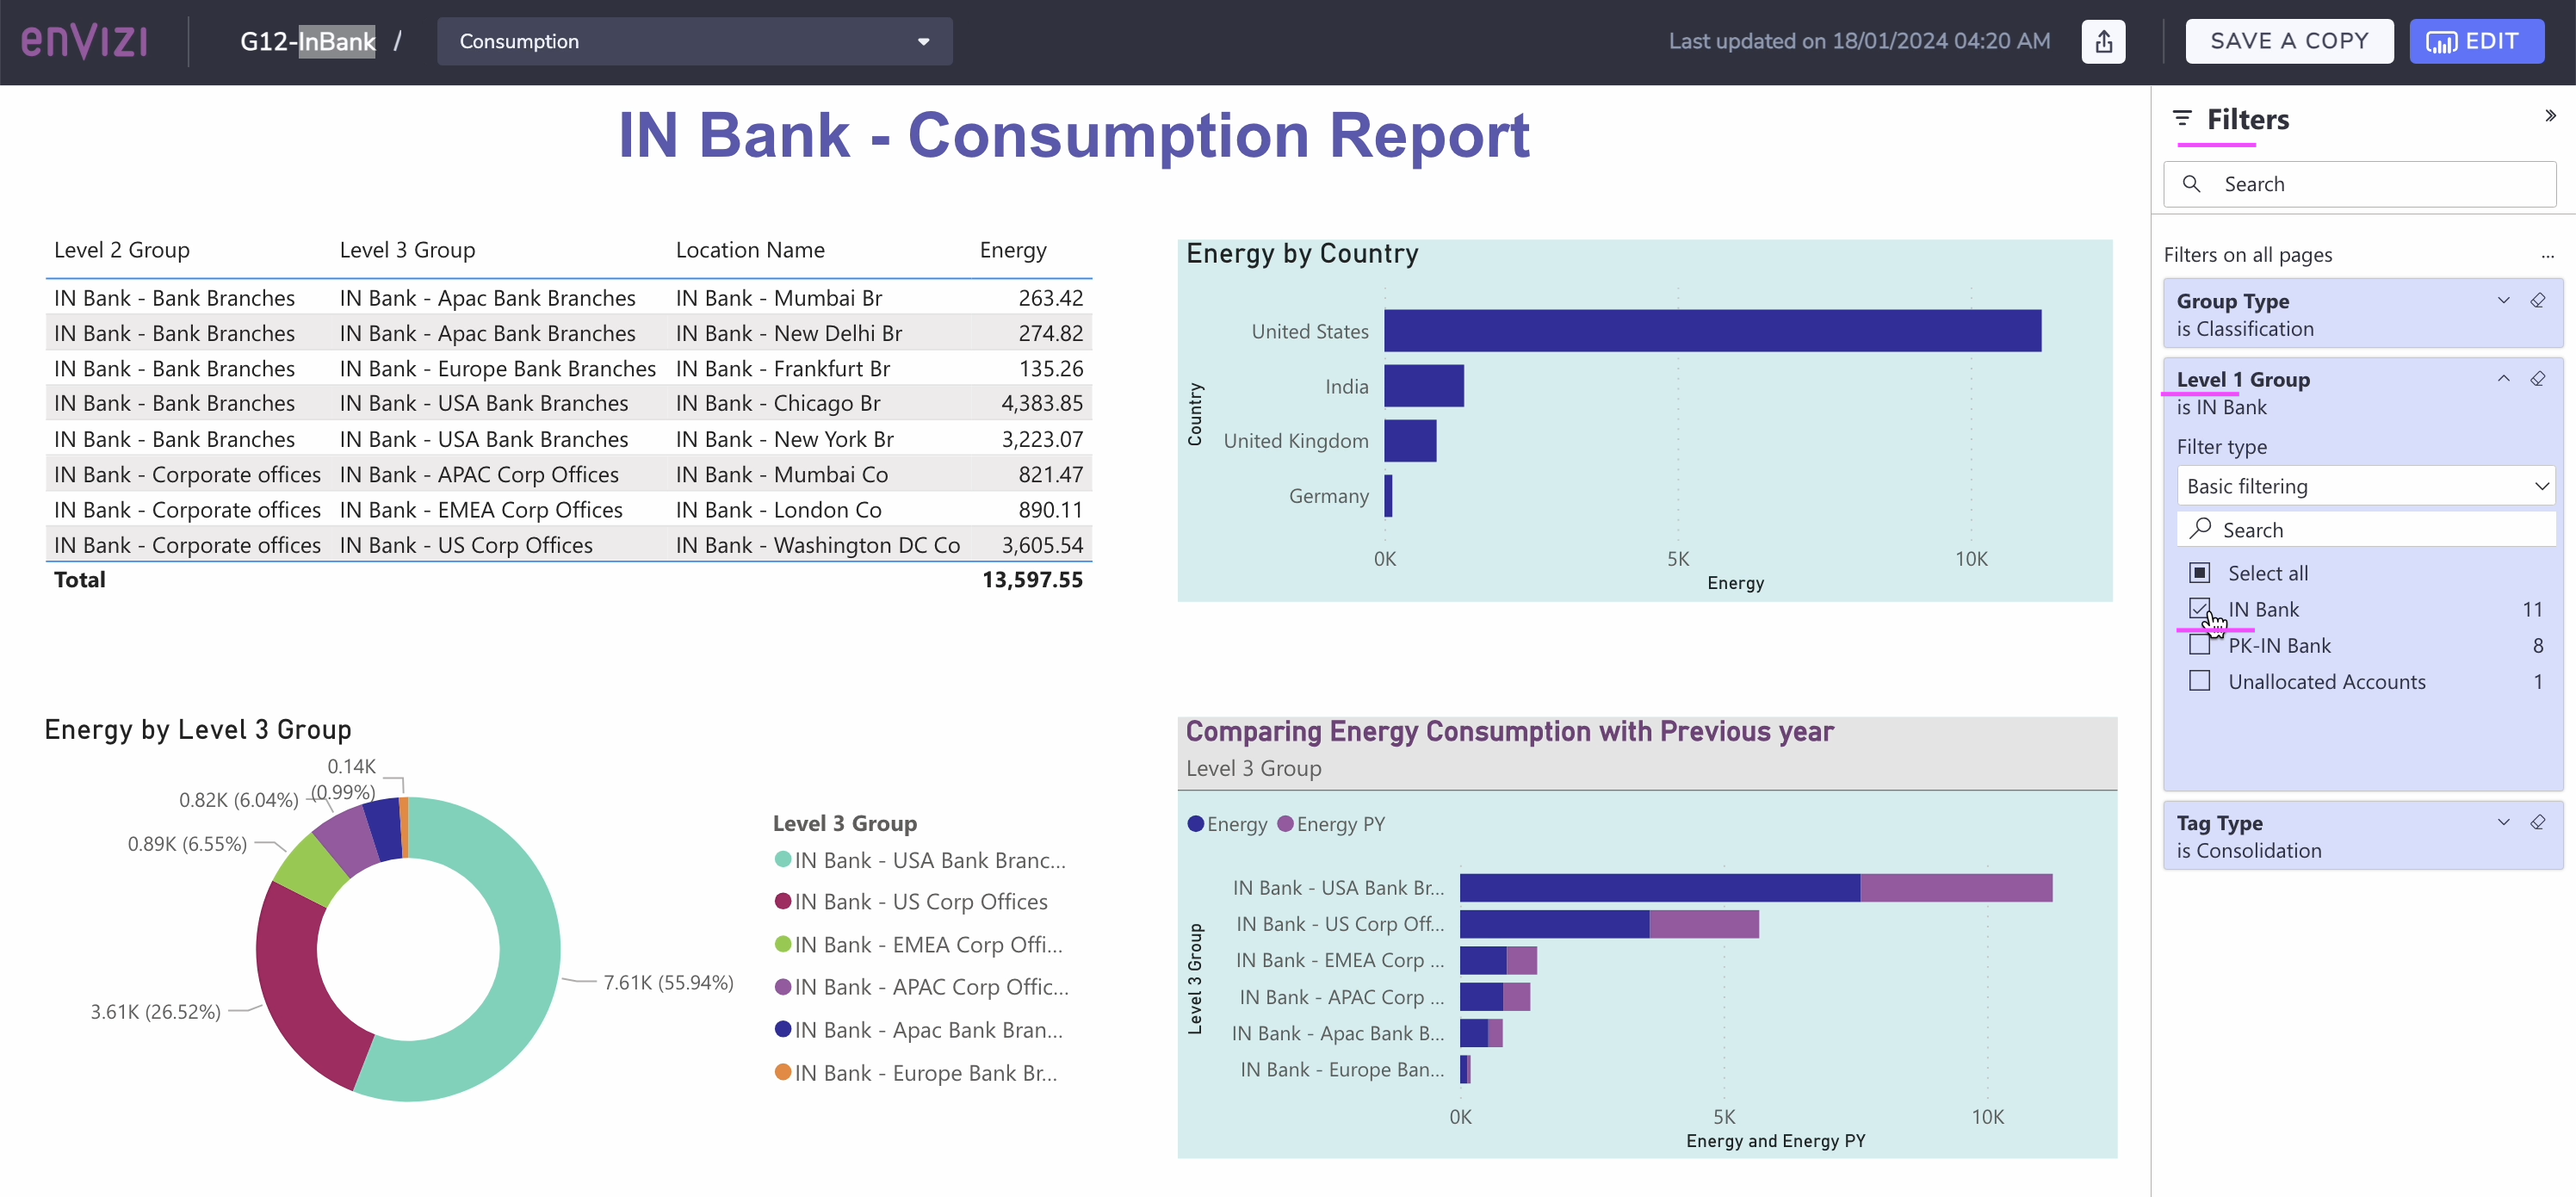 enVIZI
G12-InBank /
Consumption
Last updated on 18/01/2024 04:20 AM
SAVE A COPY
EDIT
IN Bank - Consumption Report
Level 2 Group Level 3 Group Location Name Energy
IN Bank - Bank Branches IN Bank - Apac Bank Branches IN Bank - Mumbai Br 263.42
IN Bank - Bank Branches IN Bank - Apac Bank Branches IN Bank - New Delhi Br 274.82
IN Bank - Bank Branches IN Bank - Europe Bank Branches IN Bank - Frankfurt Br 135.26
IN Bank - Bank Branches IN Bank - USA Bank Branches IN Bank - Chicago Br 4,383.85
IN Bank - Bank Branches IN Bank - USA Bank Branches IN Bank - New York Br 3,223.07
IN Bank - Corporate offices IN Bank - APAC Corp Offices IN Bank - Mumbai Co 821.47
IN Bank - Corporate offices IN Bank - EMEA Corp Offices IN Bank - London Co 890.11
IN Bank - Corporate offices IN Bank - US Corp Offices IN Bank - Washington DC Co 3,605.54
Total 13,597.55
Energy by Country
Country
United States
India
United Kingdom
Germany
0K 5K 10K
Energy
Energy by Level 3 Group
0.14K
(0.99%)
0.82K (6.04%)
0.89K (6.55%)
7.61K (55.94%)
3.61K (26.52%)
Level 3 Group
IN Bank - USA Bank Branc...
IN Bank - US Corp Offices
IN Bank - EMEA Corp Offi...
IN Bank - APAC Corp Offic...
IN Bank - Apac Bank Bran...
IN Bank - Europe Bank Br...
Comparing Energy Consumption with Previous year
Level 3 Group
Energy Energy PY
Level 3 Group
IN Bank - USA Bank Br...
IN Bank - US Corp Off...
IN Bank - EMEA Corp ...
IN Bank - APAC Corp ...
IN Bank - Apac Bank B...
IN Bank - Europe Ban...
0K 5K 10K
Energy and Energy PY
Filters
Search
Filters on all pages ...
Group Type
is Classification
Level 1 Group
is IN Bank
Filter type
Basic filtering
Search
Select all
IN Bank 11
PK-IN Bank 8
Unallocated Accounts 1
Tag Type
is Consolidation